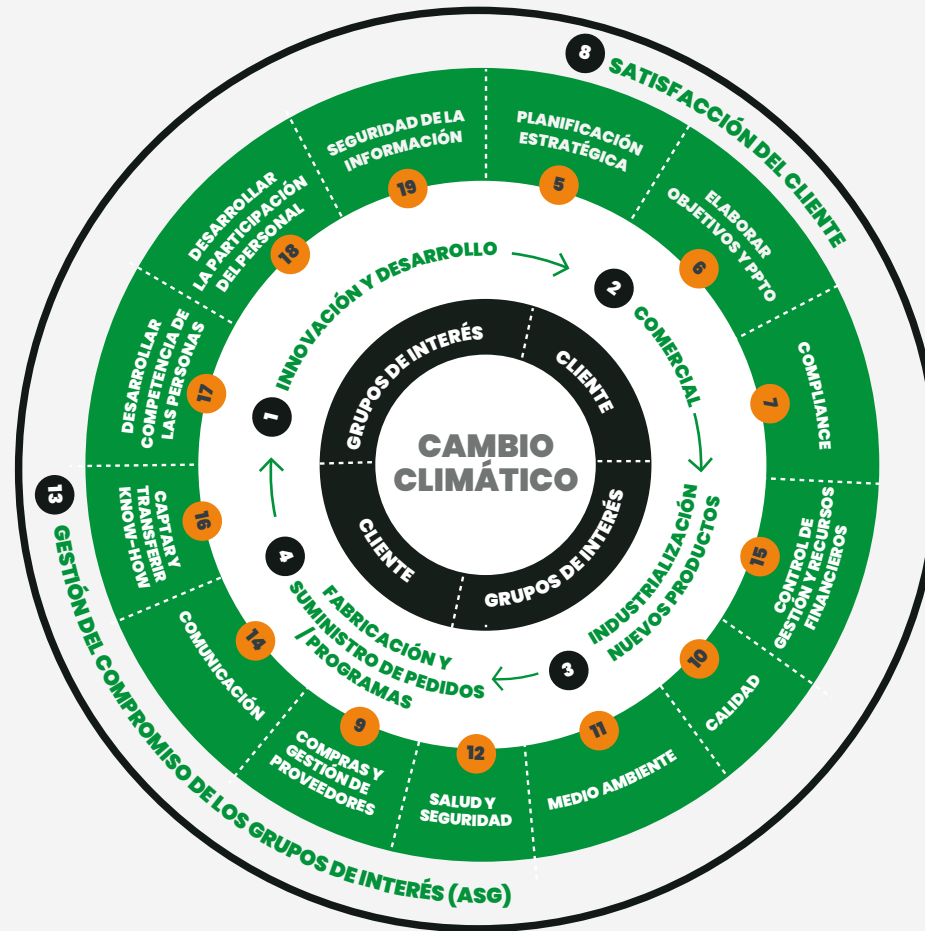 8
SATISFACCIÓN DEL CLIENTE
13
GESTIÓN DEL COMPROMISO DE LOS GRUPOS DE INTERÉS (ASG)
PLANIFICACIÓN
ESTRATÉGICA
5
ELABORAR
OBJETIVOS Y PPTO
6
COMPLIANCE
7
CONTROL DE
GESTIÓN Y RECURSOS
FINANCIEROS
15
CALIDAD
10
MEDIO AMBIENTE
11
SALUD Y
SEGURIDAD
12
COMPRAS Y
GESTIÓN DE
PROVEEDORES
9
COMUNICACIÓN
14
CAPTAR Y
TRANSFERIR
KNOW-HOW
16
DESARROLLAR
COMPETENCIA DE
LAS PERSONAS
17
DESARROLLAR
LA PARTICIPACIÓN
DEL PERSONAL
18
SEGURIDAD DE LA
INFORMACIÓN
19
1
INNOVACIÓN Y DESARROLLO
2
COMERCIAL
3
INDUSTRIALIZACIÓN
NUEVOS PRODUCTOS
4
FABRICACIÓN Y
SUMINISTRO DE PEDIDOS
/PROGRAMAS
GRUPOS DE INTERÉS
CLIENTE
GRUPOS DE INTERÉS
CLIENTE
CAMBIO
CLIMÁTICO